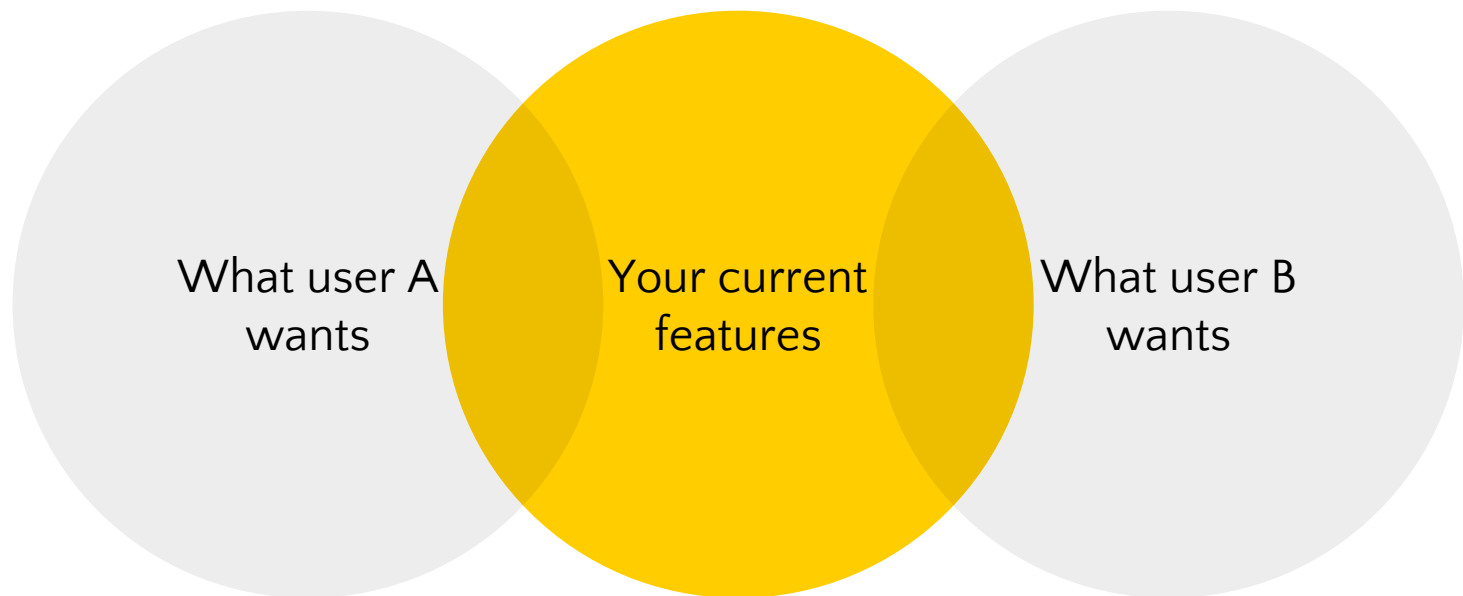 What user A
wants
Your current
features
What user B
wants